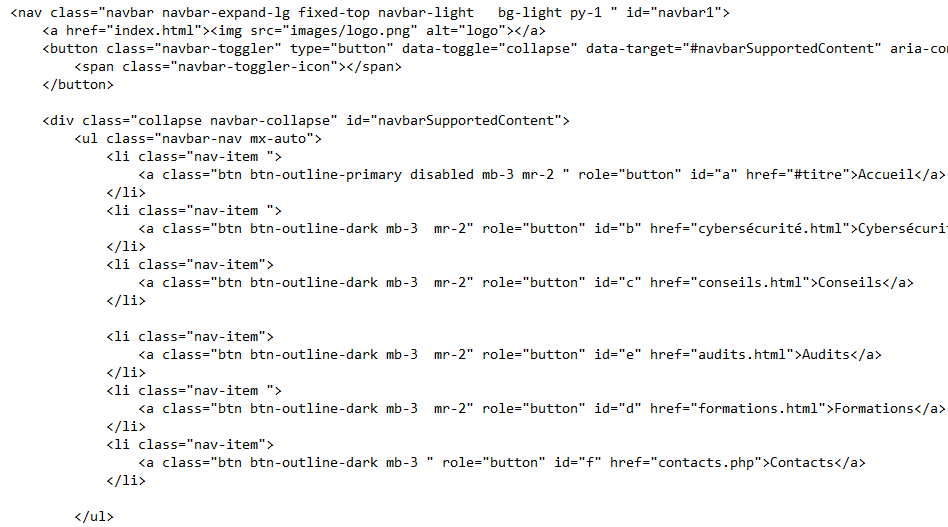 <nav class="navbar navbar-expand-lg fixed-top navbar-light   bg-light py-1 " id="navbar1">
    <a href="index.html"><img src="images/logo.png" alt="logo"></a>
    <button class="navbar-toggler" type="button" data-toggle="collapse" data-target="#navbarSupportedContent" aria-co
        <span class="navbar-toggler-icon"></span>
    </button>

    <div class="collapse navbar-collapse" id="navbarSupportedContent">
        <ul class="navbar-nav mx-auto">
            <li class="nav-item ">
                <a class="btn btn-outline-primary disabled mb-3 mr-2 " role="button" id="a" href="#titre">Accueil</a>
            </li>
            <li class="nav-item ">
                <a class="btn btn-outline-dark mb-3  mr-2" role="button" id="b" href="cybersécurité.html">Cybersécuri
            </li>
            <li class="nav-item">
                <a class="btn btn-outline-dark mb-3  mr-2" role="button" id="c" href="conseils.html">Conseils</a>
            </li>

            <li class="nav-item">
                <a class="btn btn-outline-dark mb-3  mr-2" role="button" id="e" href="audits.html">Audits</a>
            </li>
            <li class="nav-item ">
                <a class="btn btn-outline-dark mb-3  mr-2" role="button" id="d" href="formations.html">Formations</a>
            </li>
            <li class="nav-item">
                <a class="btn btn-outline-dark mb-3 " role="button" id="f" href="contacts.php">Contacts</a>
            </li>

        </ul>